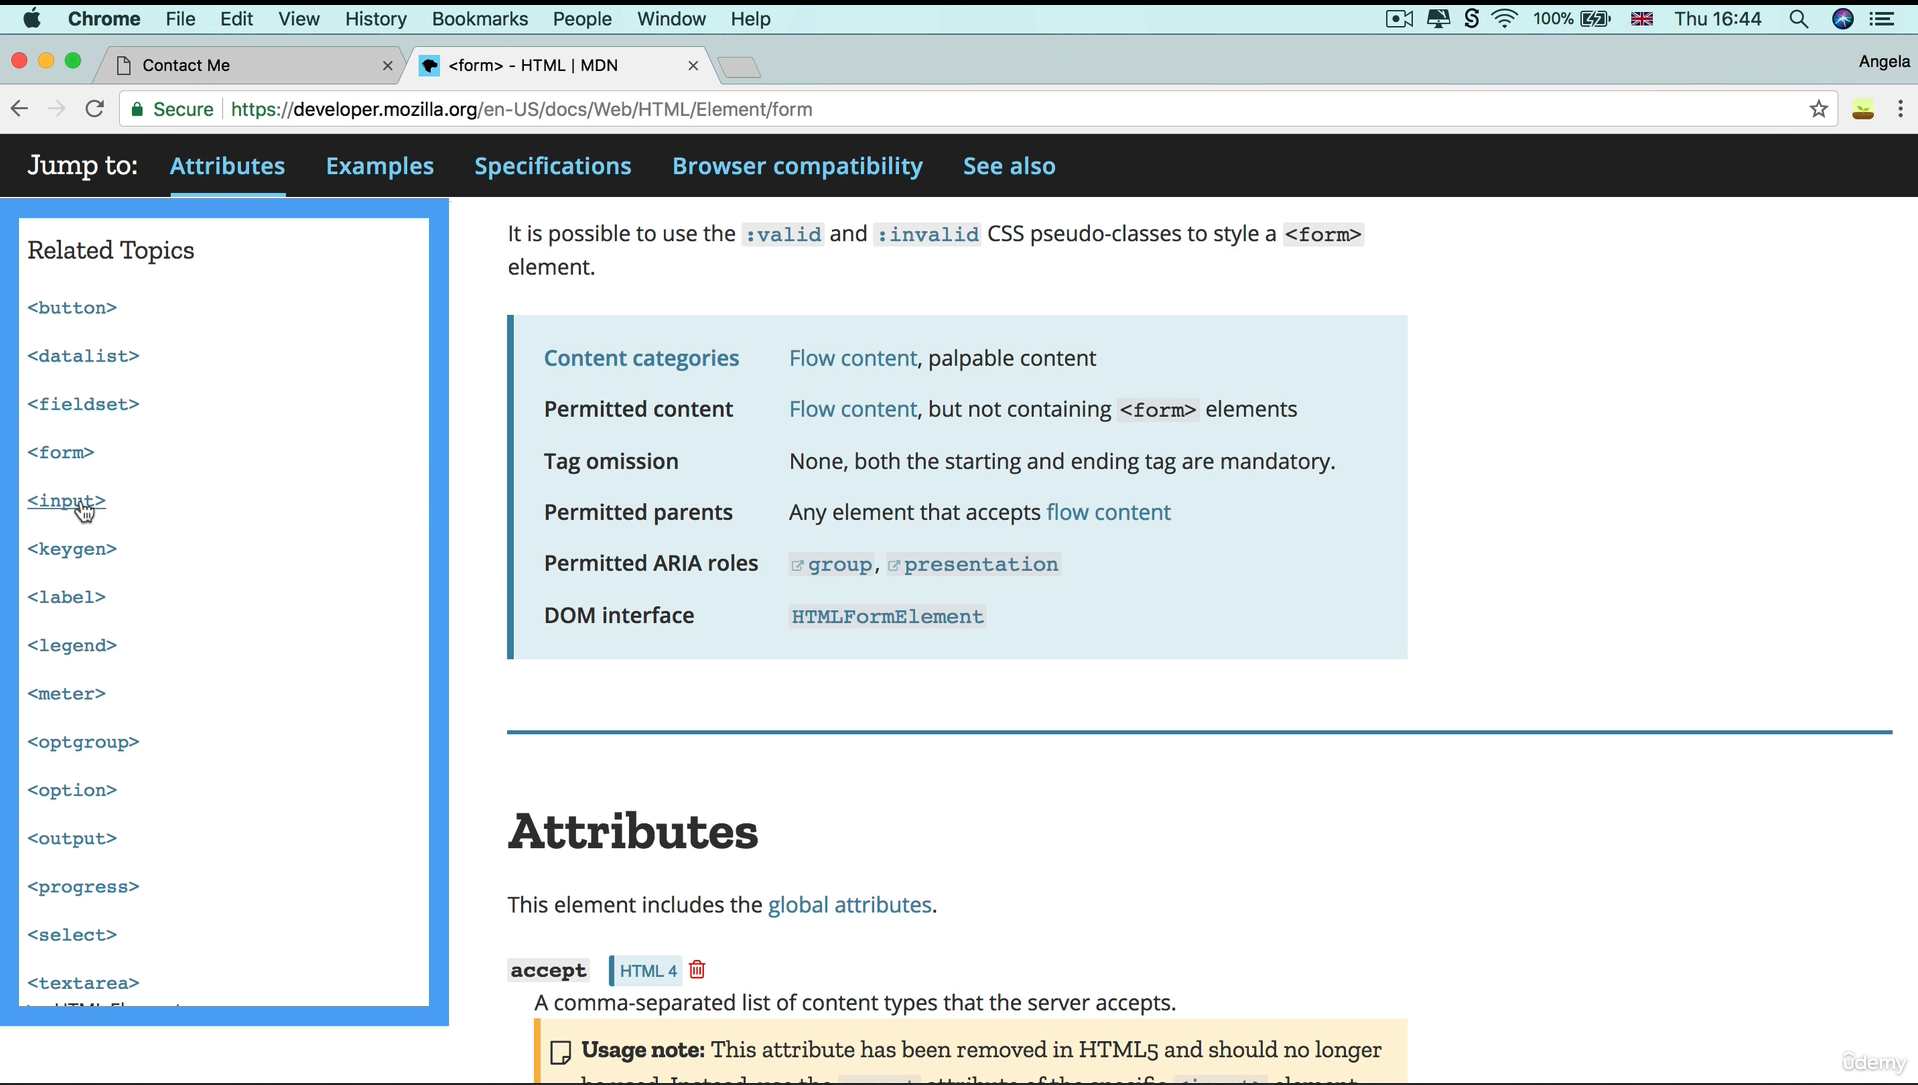 Chrome File Edit View History Bookmarks People Window Help 100% Thu 16:44
Contact Me <form> - HTML | MDN Angela
Secure https://developer.mozilla.org/en-US/docs/Web/HTML/Element/form
Jump to: Attributes Examples Specifications Browser compatibility See also
Related Topics
<button>
<datalist>
<fieldset>
<form>
<input>
<keygen>
<label>
<legend>
<meter>
<optgroup>
<option>
<output>
<progress>
<select>
<textarea>
It is possible to use the :valid and :invalid CSS pseudo-classes to style a <form>
element.
Content categories Flow content, palpable content
Permitted content Flow content, but not containing <form> elements
Tag omission None, both the starting and ending tag are mandatory.
Permitted parents Any element that accepts flow content
Permitted ARIA roles group, presentation
DOM interface HTMLFormElement
Attributes
This element includes the global attributes.
accept HTML 4
A comma-separated list of content types that the server accepts.
Usage note: This attribute has been removed in HTML5 and should no longer
ûdemy